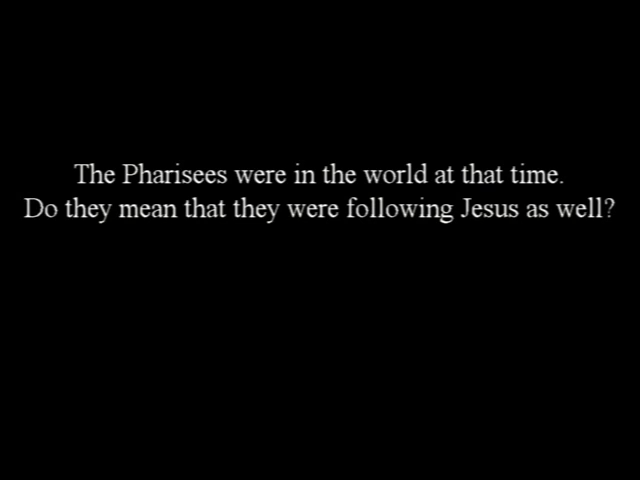 The Pharisees were in the world at that time.
Do they mean that they were following Jesus as well?